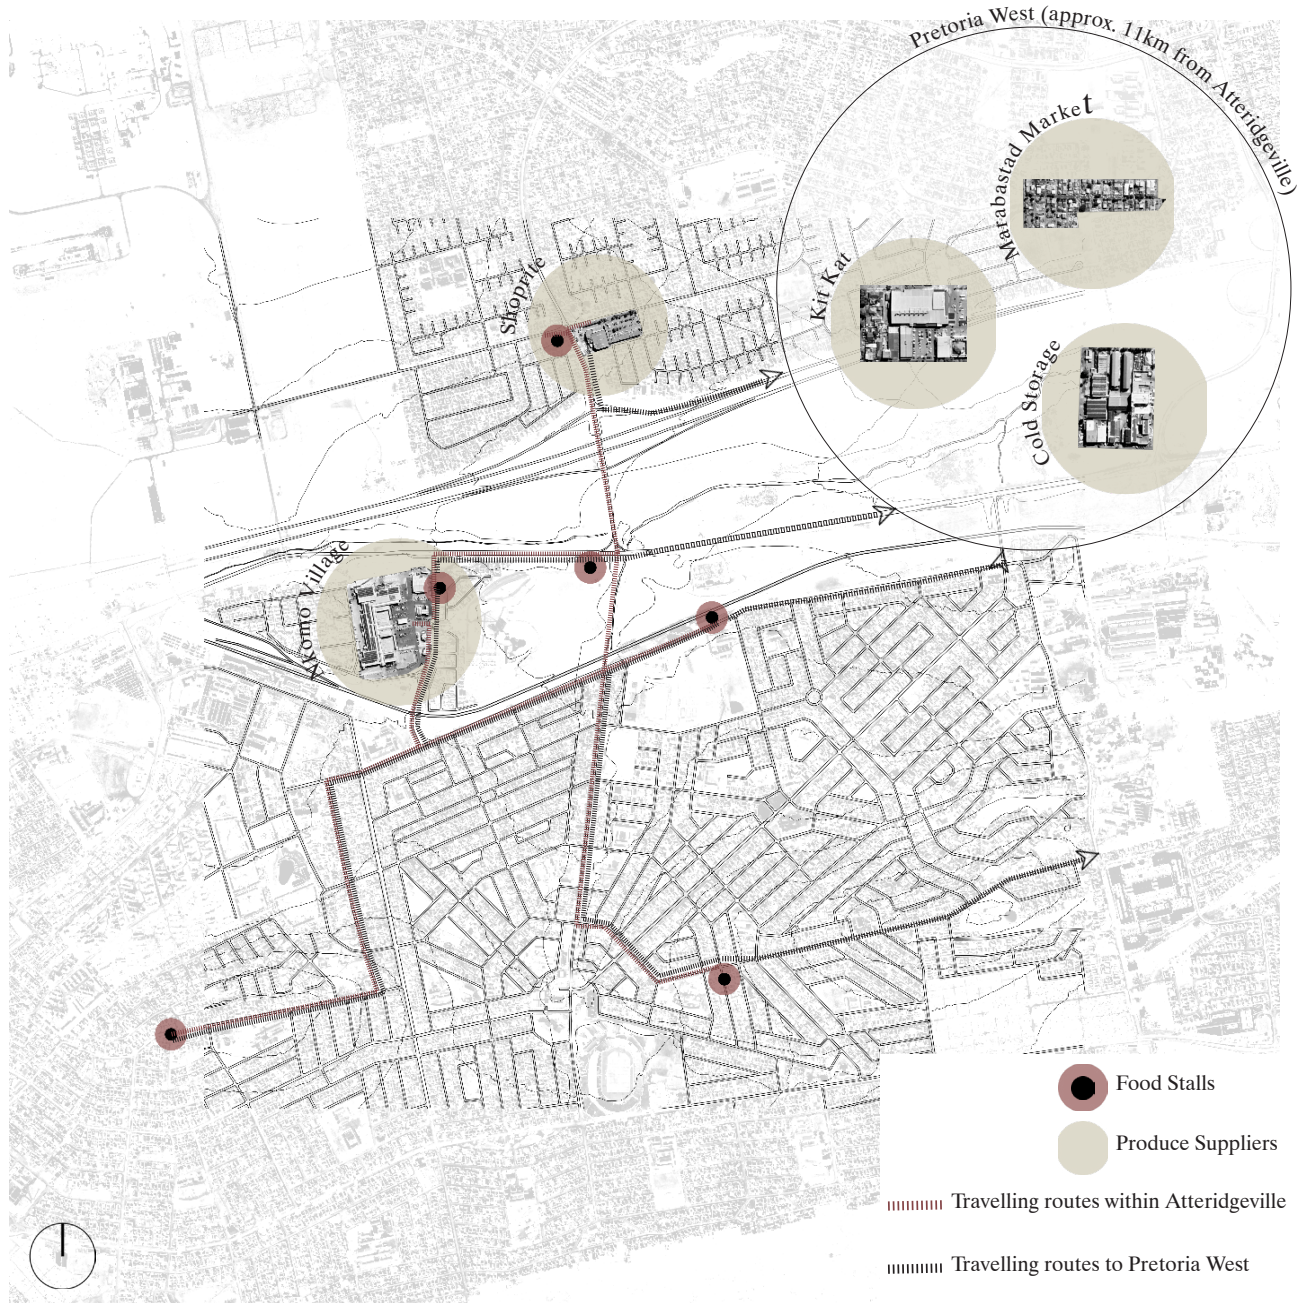 Pretoria West (approx. 11km from Atteridgeville)
Marabastad Market
Kit Kat
Shoprite
Cold Storage
Nkomo Village
Food Stalls
Produce Suppliers
Travelling routes within Atteridgeville
Travelling routes to Pretoria West